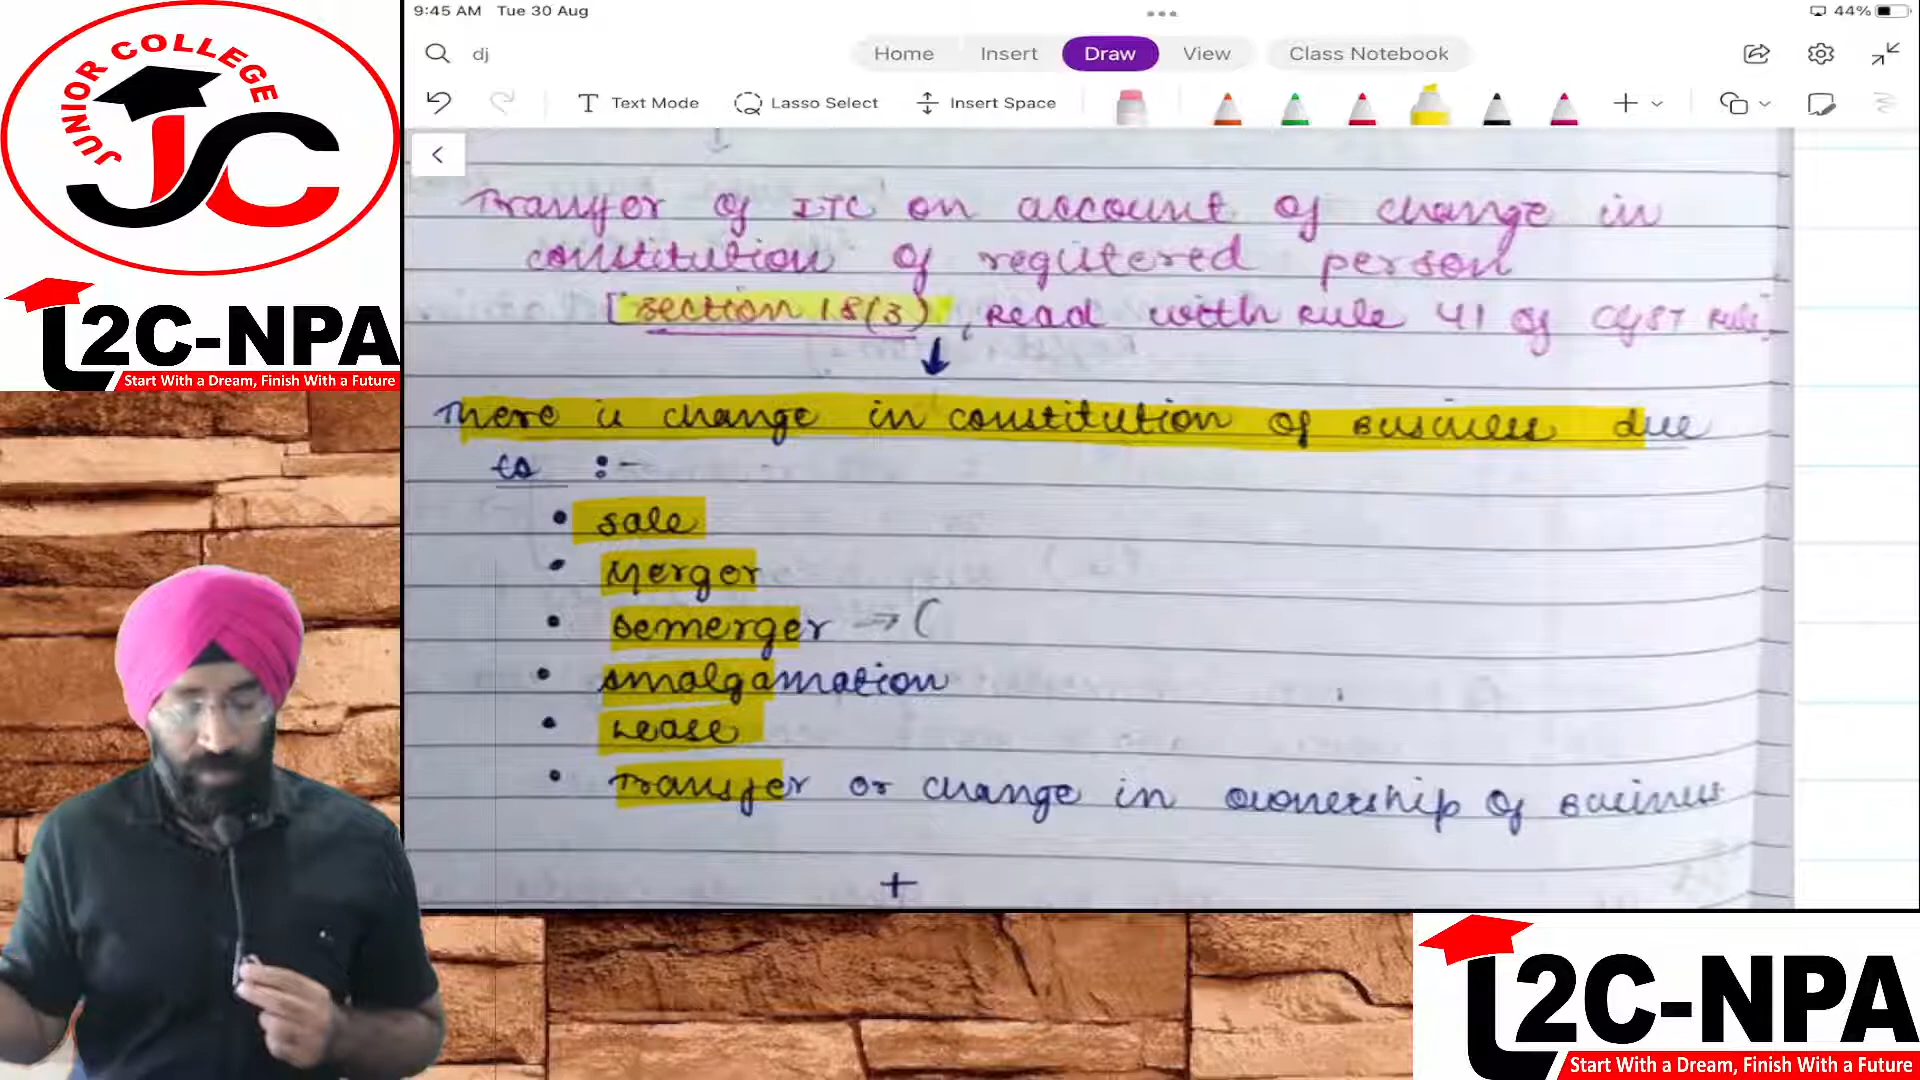 JUNIOR COLLEGE
JC
L2C-NPA
Start With a Dream, Finish With a Future
9:45 AM Tue 30 Aug
44%
dj
Home Insert Draw View Class Notebook
Text Mode Lasso Select Insert Space
Transfer of ITC on account of change in
constitution of registered person
[section 18(3), Read with Rule 41 of CGST Rule]
There is change in constitution of Business due
to :-
• sale
• Merger
• Demerger → (
• Amalgamation
• Lease
• Transfer or change in ownership of Business
+
L2C-NPA
Start With a Dream, Finish With a Future